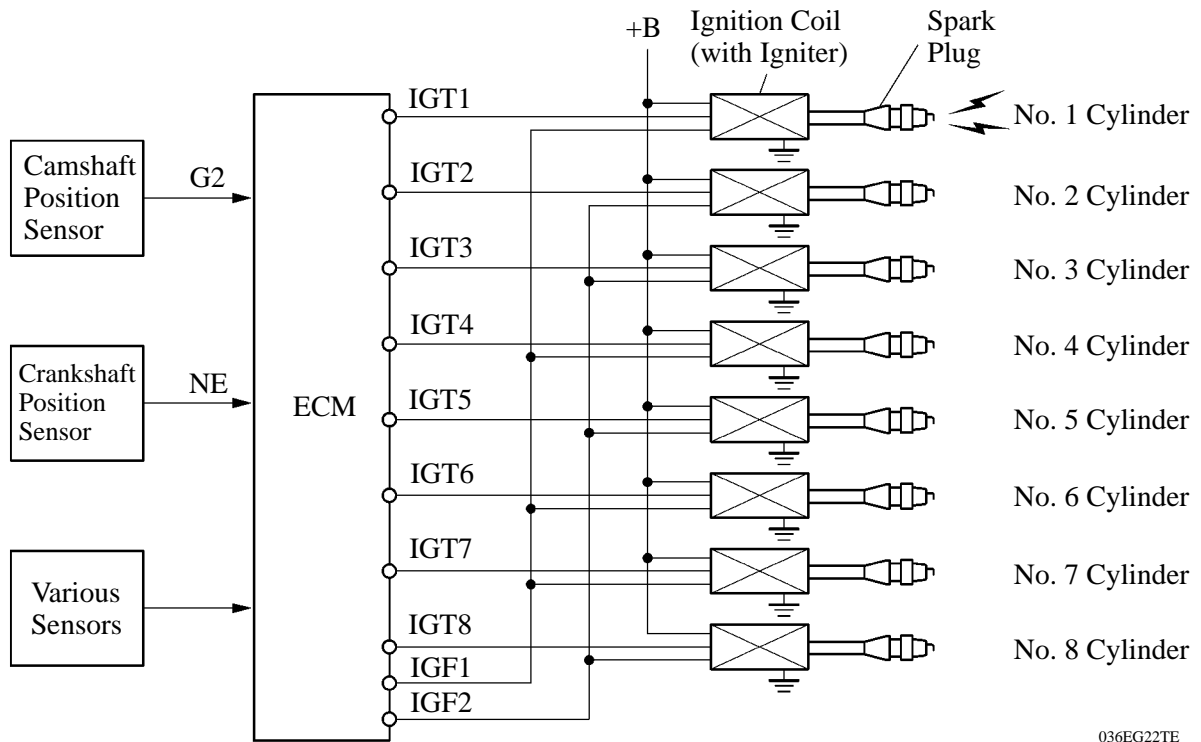 +B
Ignition Coil
(with Igniter)
Spark
Plug
IGT1
No. 1 Cylinder
Camshaft
Position
Sensor
G2
IGT2
No. 2 Cylinder
IGT3
No. 3 Cylinder
IGT4
No. 4 Cylinder
Crankshaft
Position
Sensor
NE
ECM
IGT5
No. 5 Cylinder
IGT6
No. 6 Cylinder
IGT7
No. 7 Cylinder
Various
Sensors
IGT8
No. 8 Cylinder
IGF1
IGF2
036EG22TE